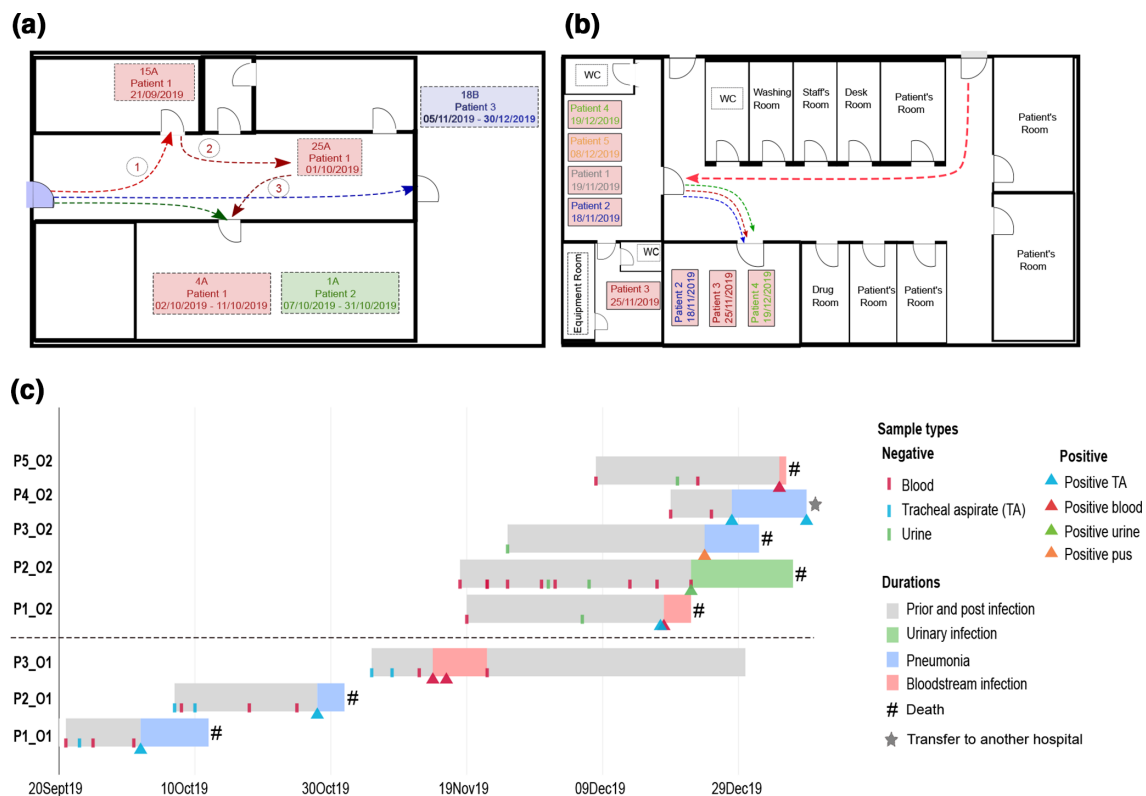 (a)
15A
Patient 1
21/09/2019
18B
Patient 3
05/11/2019 - 30/12/2019
1
2
25A
Patient 1
01/10/2019
3
4A
Patient 1
02/10/2019 - 11/10/2019
1A
Patient 2
07/10/2019 - 31/10/2019
(b)
WC
WC
Washing
Room
Staff's
Room
Desk
Room
Patient's
Room
Patient's
Room
Patient 4
19/12/2019
Patient 5
08/12/2019
Patient 1
19/11/2019
Patient 2
18/11/2019
WC
Equipment Room
Patient 3
25/11/2019
Patient 2
18/11/2019
Patient 3
25/11/2019
Patient 4
19/12/2019
Drug
Room
Patient's
Room
Patient's
Room
Patient's
Room
(c)
P5_O2
#
P4_O2
P3_O2
#
P2_O2
#
P1_O2
#
P3_O1
P2_O1
#
P1_O1
#
20Sept19
10Oct19
30Oct19
19Nov19
09Dec19
29Dec19
Sample types
Negative
Blood
Tracheal aspirate (TA)
Urine
Positive
Positive TA
Positive blood
Positive urine
Positive pus
Durations
Prior and post infection
Urinary infection
Pneumonia
Bloodstream infection
# Death
Transfer to another hospital